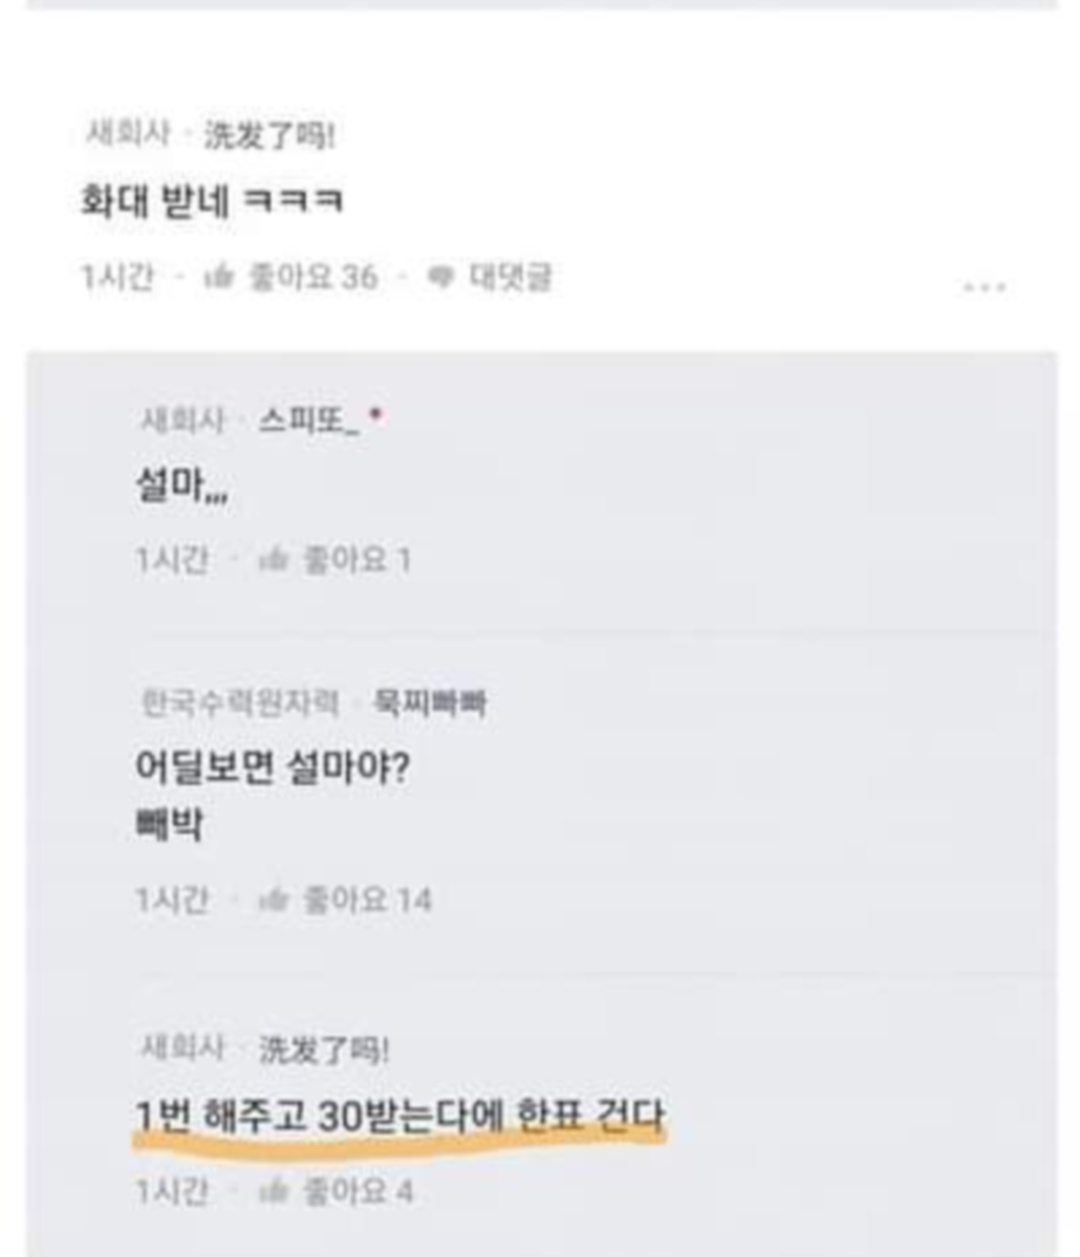 새회사 · 洗发了吗!
화대 받네 ㅋㅋㅋ
1시간 · 좋아요 36 · 대댓글
새회사 · 스피또_
설마,,,
1시간 · 좋아요 1
한국수력원자력 · 묵찌빠빠
어딜보면 설마야?
빼박
1시간 · 좋아요 14
새회사 · 洗发了吗!
1번 해주고 30받는다에 한표 건다
1시간 · 좋아요 4